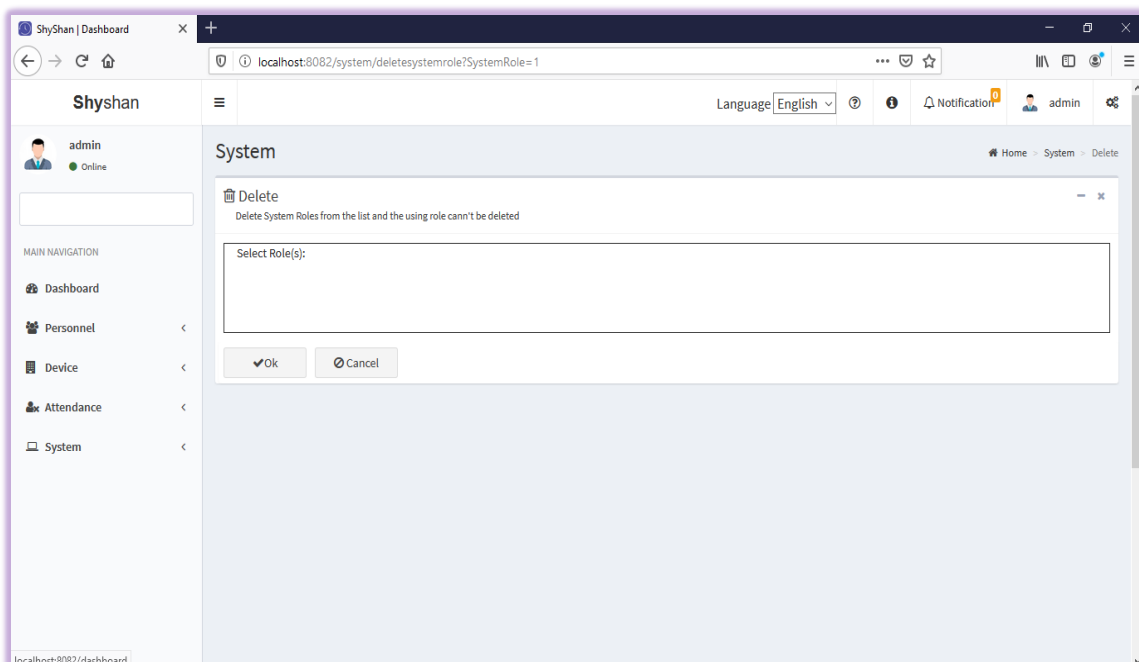 ShyShan | Dashboard
localhost:8082/system/deletesystemrole?SystemRole=1
Shyshan
Language English
0
Notification
admin
admin
Online
System
Home > System > Delete
Delete
Delete System Roles from the list and the using role cann't be deleted
Select Role(s):
Ok
Cancel
MAIN NAVIGATION
Dashboard
Personnel
Device
Attendance
System
localhost:8082/dashboard